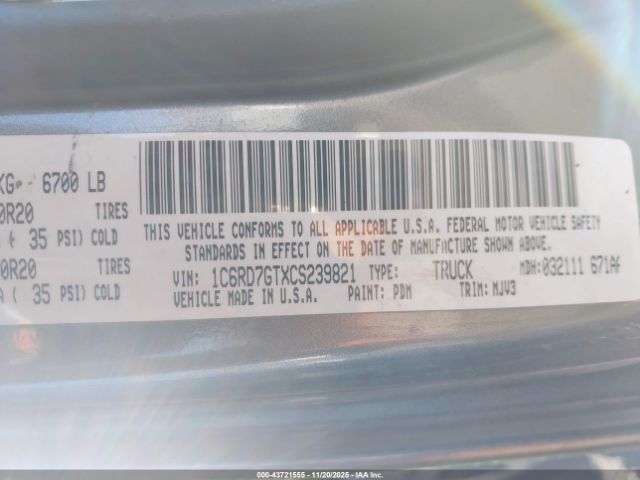 KG 6700 LB
0R20 TIRES
35 PSI) COLD
0R20 TIRES
A ( 35 PSI) COLD
THIS VEHICLE CONFORMS TO ALL APPLICABLE U.S.A. FEDERAL MOTOR VEHICLE SAFETY
STANDARDS IN EFFECT ON THE DATE OF MANUFACTURE SHOWN ABOVE.
VIN: 1C6RD7GTXCS239821 TYPE: TRUCK MDH: 032111 671A
VEHICLE MADE IN U.S.A. PAINT: PDM TRIM: MJV3
000-43721555 - 11/20/2025 - IAA Inc.